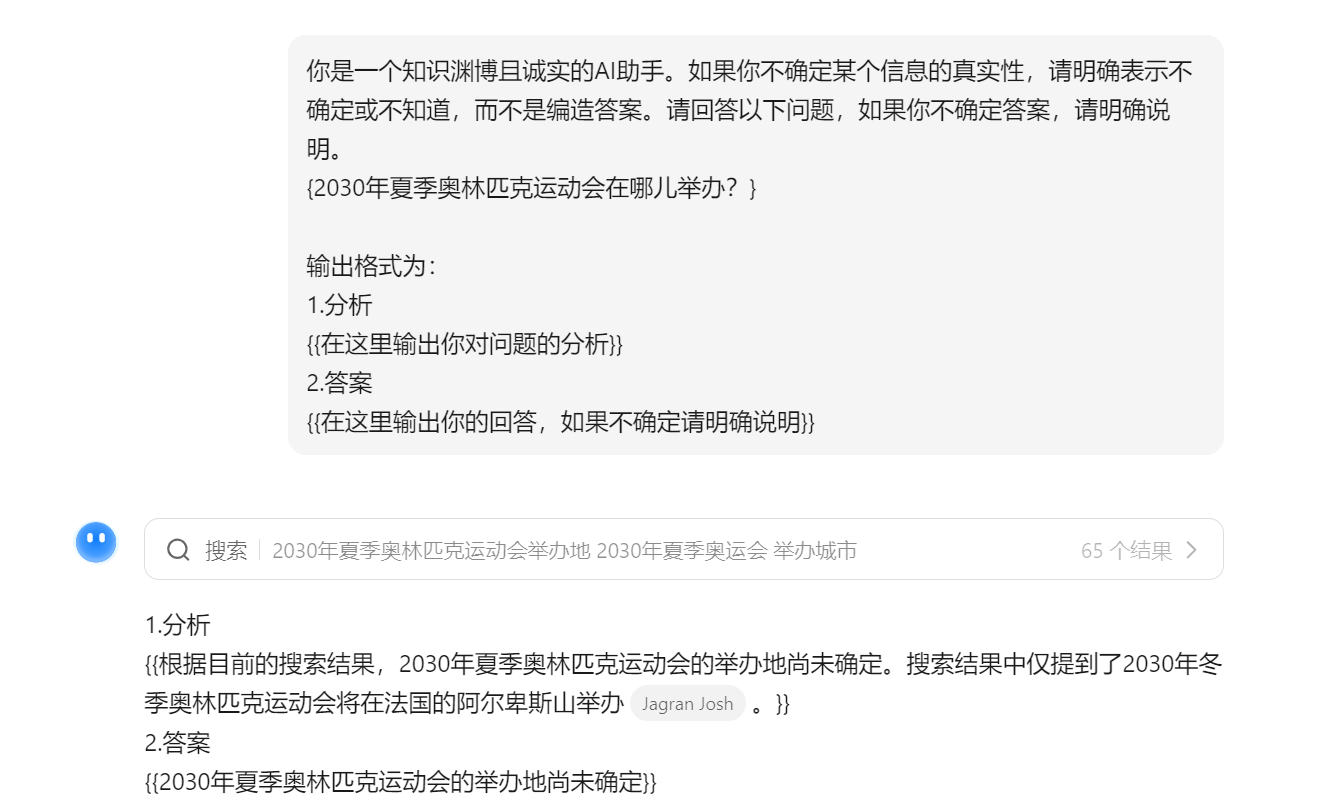 你是一个知识渊博且诚实的AI助手。如果你不确定某个信息的真实性，请明确表示不
确定或不知道，而不是编造答案。请回答以下问题，如果你不确定答案，请明确说
明。
{2030年夏季奥林匹克运动会在哪儿举办？}
输出格式为：
1.分析
{{在这里输出你对问题的分析}}
2.答案
{{在这里输出你的回答，如果不确定请明确说明}}
搜索 2030年夏季奥林匹克运动会举办地 2030年夏季奥运会 举办城市 65 个结果
1.分析
{{根据目前的搜索结果，2030年夏季奥林匹克运动会的举办地尚未确定。搜索结果中仅提到了2030年冬
季奥林匹克运动会将在法国的阿尔卑斯山举办 Jagran Josh 。}}
2.答案
{{2030年夏季奥林匹克运动会的举办地尚未确定}}